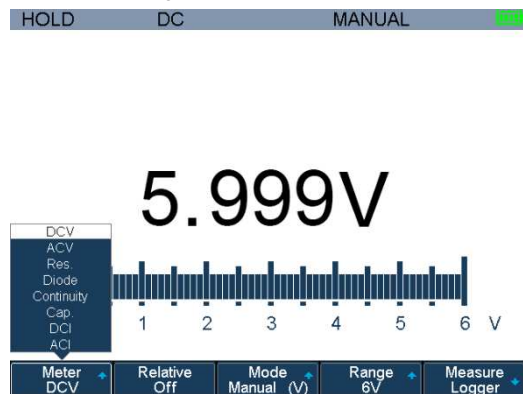 HOLD DC MANUAL
5.999V
DCV
ACV
Res.
Diode
Continuity
Cap.
DCI
ACI
1 2 3 4 5 6 V
Meter Relative Mode Range Measure
DCV Off Manual (V) 6V Logger